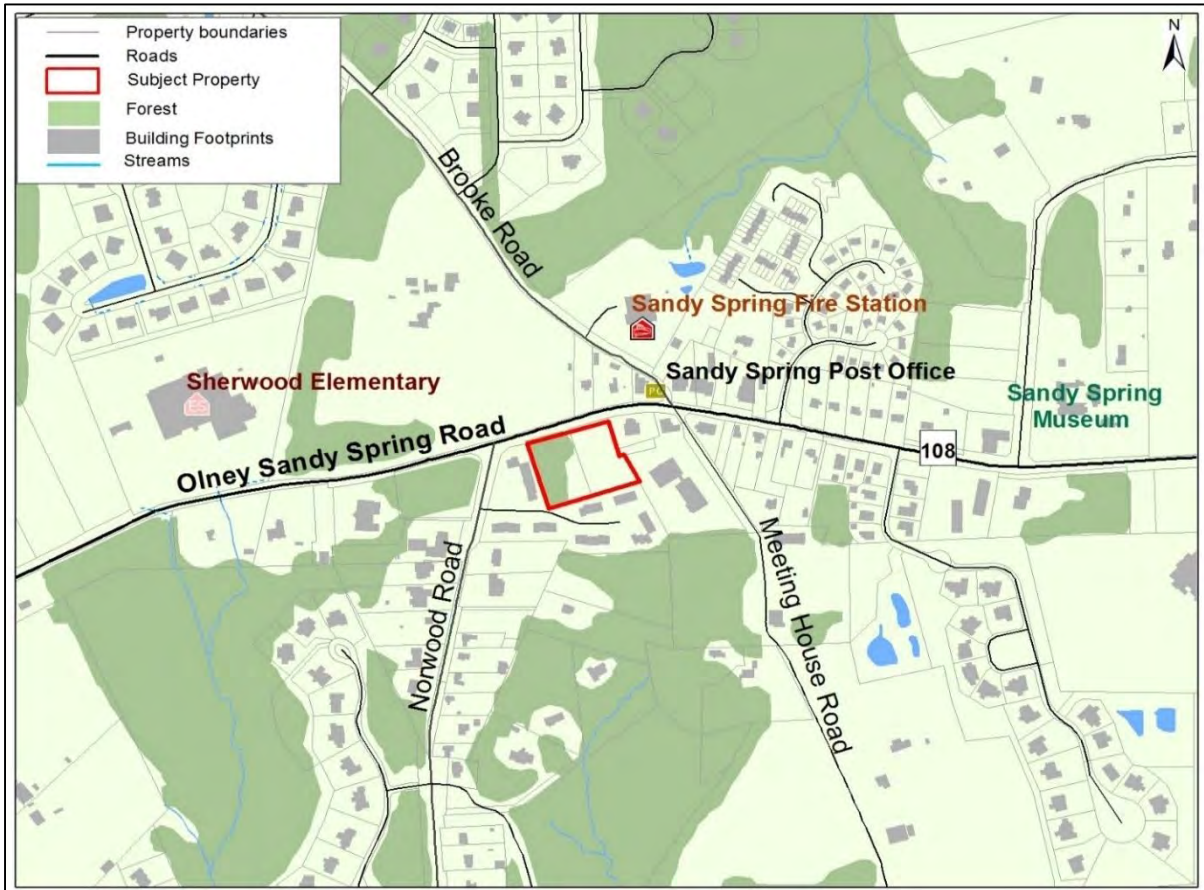 Property boundaries
Roads
Subject Property
Forest
Building Footprints
Streams
N
Brooke Road
Sandy Spring Fire Station
Sandy Spring Post Office
Sherwood Elementary
ES
Sandy Spring
Museum
Olney Sandy Spring Road
108
Norwood Road
Meeting House Road